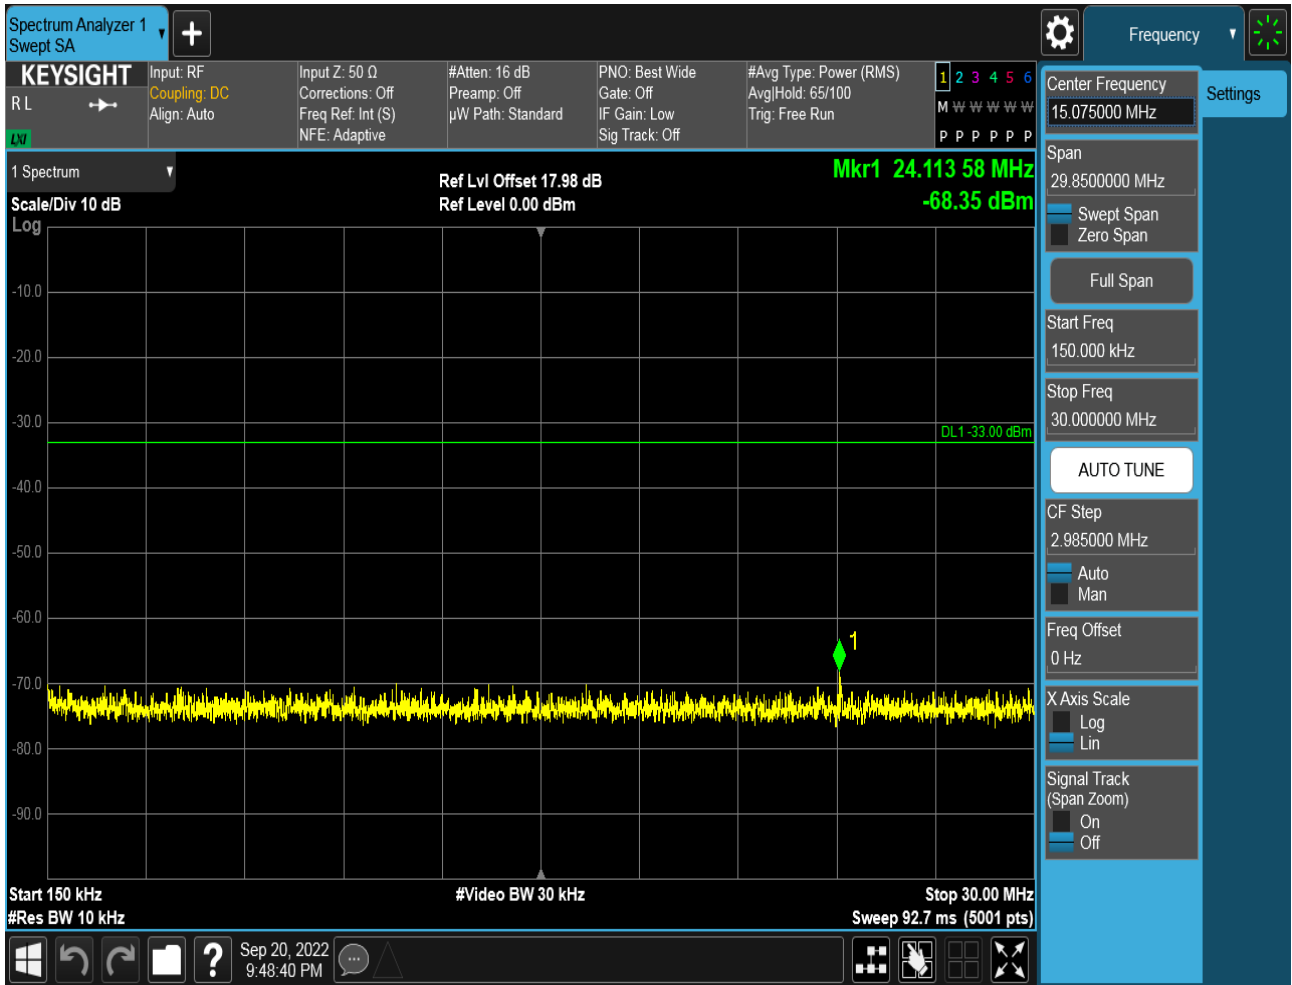 Spectrum Analyzer 1
Swept SA
Frequency
KEYSIGHT
R L
LXI
Input: RF
Coupling: DC
Align: Auto
Input Z: 50 Ω
Corrections: Off
Freq Ref: Int (S)
NFE: Adaptive
#Atten: 16 dB
Preamp: Off
µW Path: Standard
PNO: Best Wide
Gate: Off
IF Gain: Low
Sig Track: Off
#Avg Type: Power (RMS)
Avg|Hold: 65/100
Trig: Free Run
1 2 3 4 5 6
M W W W W W
P P P P P P
1 Spectrum
Scale/Div 10 dB
Log
Ref Lvl Offset 17.98 dB
Ref Level 0.00 dBm
Mkr1 24.113 58 MHz
-68.35 dBm
-10.0
-20.0
-30.0
DL1 -33.00 dBm
-40.0
-50.0
-60.0
1
-70.0
-80.0
-90.0
Start 150 kHz
#Video BW 30 kHz
Stop 30.00 MHz
#Res BW 10 kHz
Sweep 92.7 ms (5001 pts)
Center Frequency
15.075000 MHz
Settings
Span
29.8500000 MHz
Swept Span
Zero Span
Full Span
Start Freq
150.000 kHz
Stop Freq
30.000000 MHz
AUTO TUNE
CF Step
2.985000 MHz
Auto
Man
Freq Offset
0 Hz
X Axis Scale
Log
Lin
Signal Track
(Span Zoom)
On
Off
Sep 20, 2022
9:48:40 PM